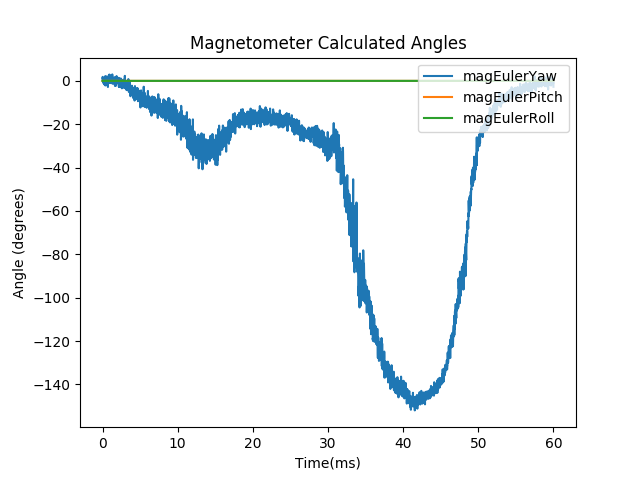 Magnetometer Calculated Angles
magEulerYaw
magEulerPitch
magEulerRoll
Angle (degrees)
0
−20
−40
−60
−80
−100
−120
−140
0 10 20 30 40 50 60
Time(ms)